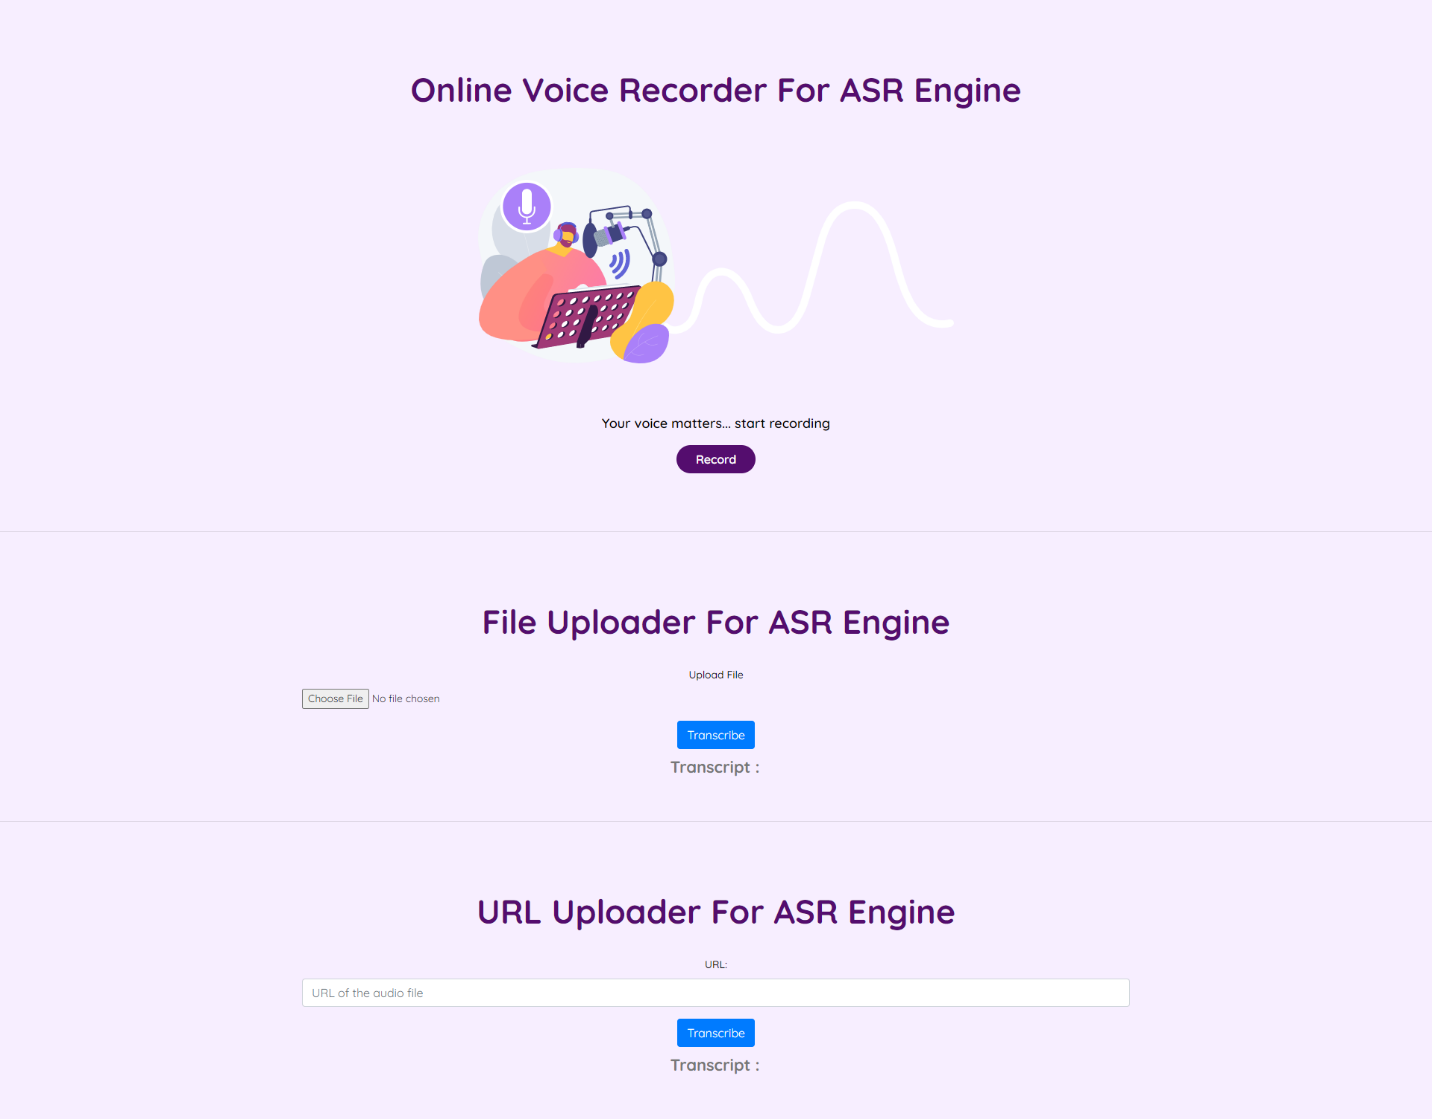 Online Voice Recorder For ASR Engine
Your voice matters... start recording
Record
File Uploader For ASR Engine
Upload File
Choose File No file chosen
Transcribe
Transcript :
URL Uploader For ASR Engine
URL:
URL of the audio file
Transcribe
Transcript :